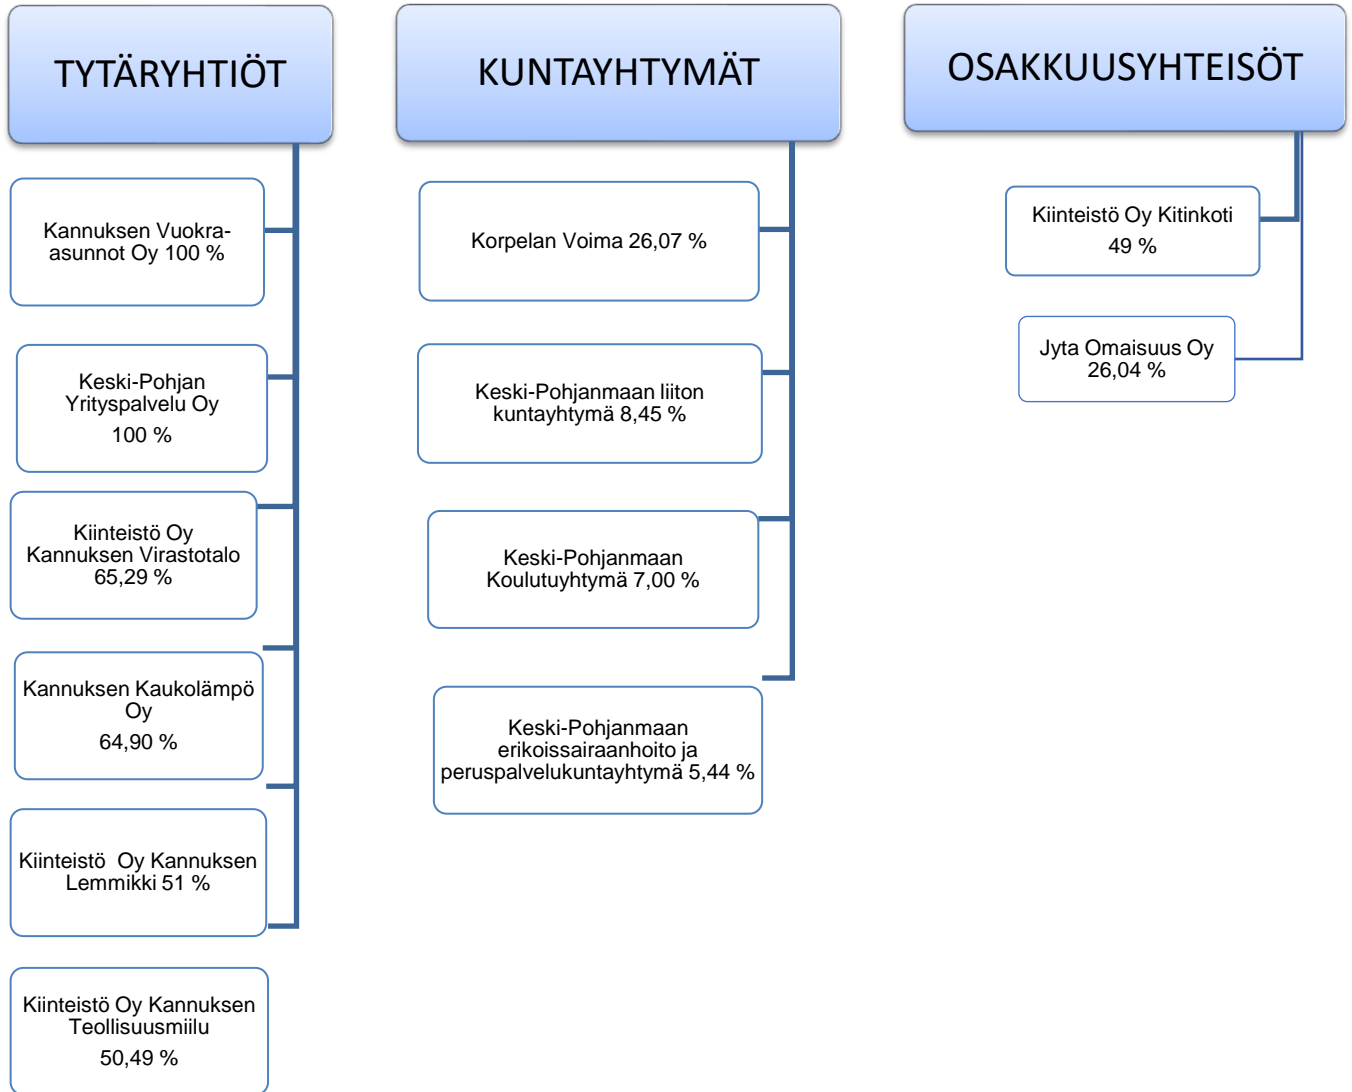 TYTÄRYHTIÖT
Kannuksen Vuokra-
asunnot Oy 100 %
Keski-Pohjan
Yrityspalvelu Oy
100 %
Kiinteistö Oy
Kannuksen Virastotalo
65,29 %
Kannuksen Kaukolämpö
Oy
64,90 %
Kiinteistö  Oy Kannuksen
Lemmikki 51 %
Kiinteistö Oy Kannuksen
Teollisuusmiilu
50,49 %
KUNTAYHTYMÄT
Korpelan Voima 26,07 %
Keski-Pohjanmaan liiton
kuntayhtymä 8,45 %
Keski-Pohjanmaan
Koulutuyhtymä 7,00 %
Keski-Pohjanmaan
erikoissairaanhoito ja
peruspalvelukuntayhtymä 5,44 %
OSAKKUUSYHTEISÖT
Kiinteistö Oy Kitinkoti
49 %
Jyta Omaisuus Oy
26,04 %